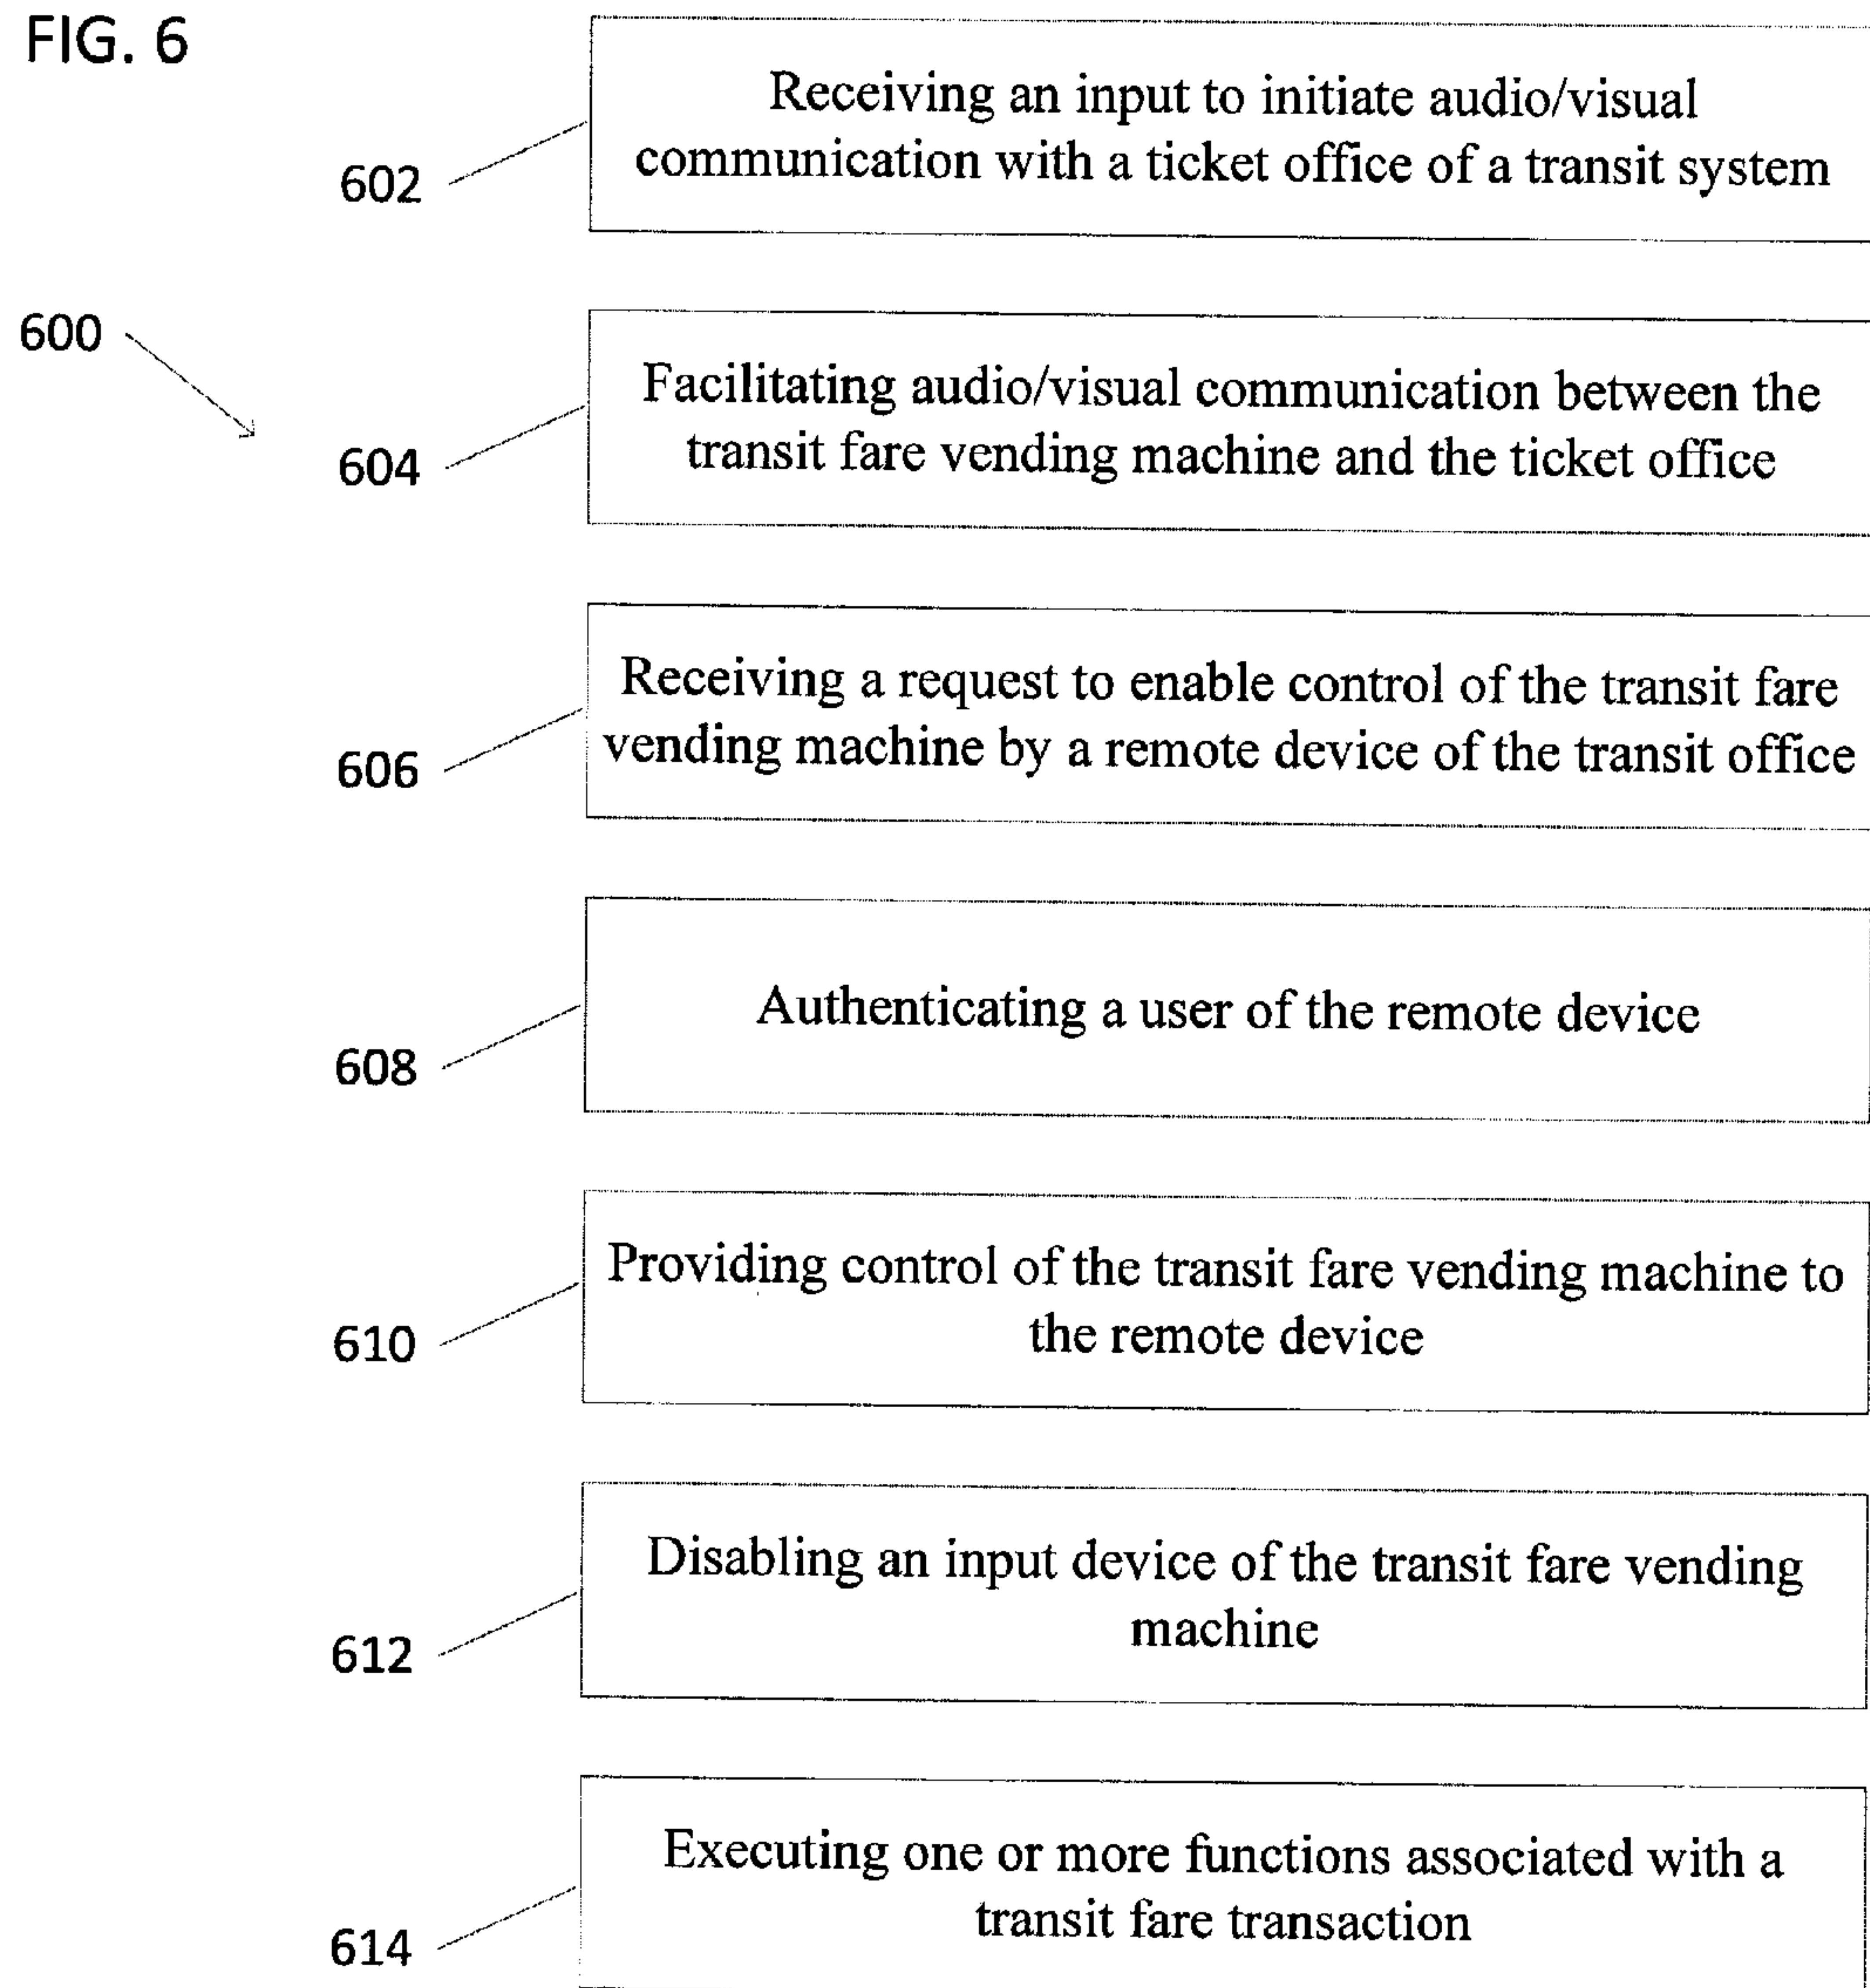 FIG. 6
Receiving an input to initiate audio/visual
communication with a ticket office of a transit system
602
600
Facilitating audio/visual communication between the
transit fare vending machine and the ticket office
604
Receiving a request to enable control of the transit fare
vending machine by a remote device of the transit office
606
Authenticating a user of the remote device
608
Providing control of the transit fare vending machine to
the remote device
610
Disabling an input device of the transit fare vending
machine
612
Executing one or more functions associated with a
transit fare transaction
614